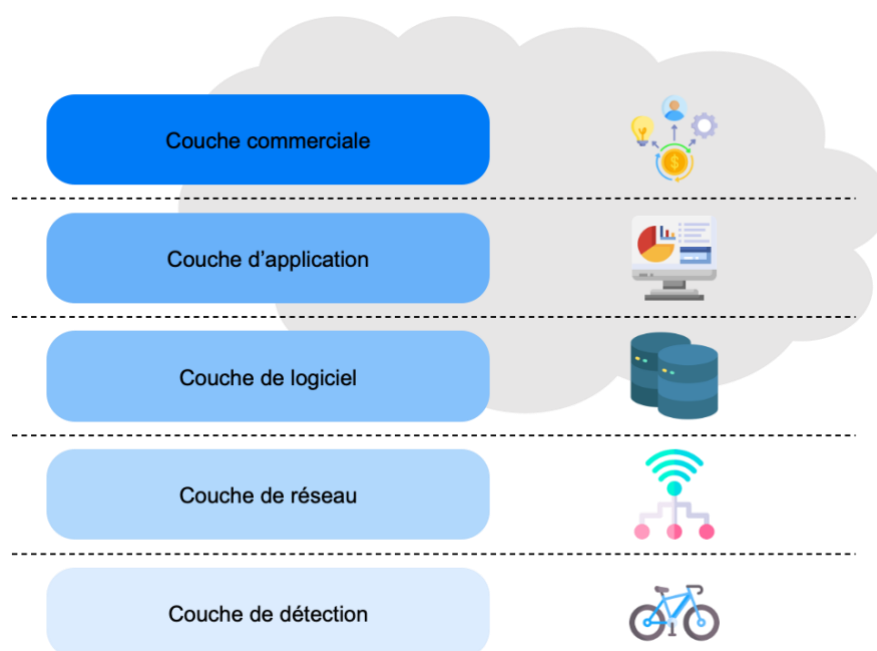 Couche commerciale
Couche d’application
Couche de logiciel
Couche de réseau
Couche de détection